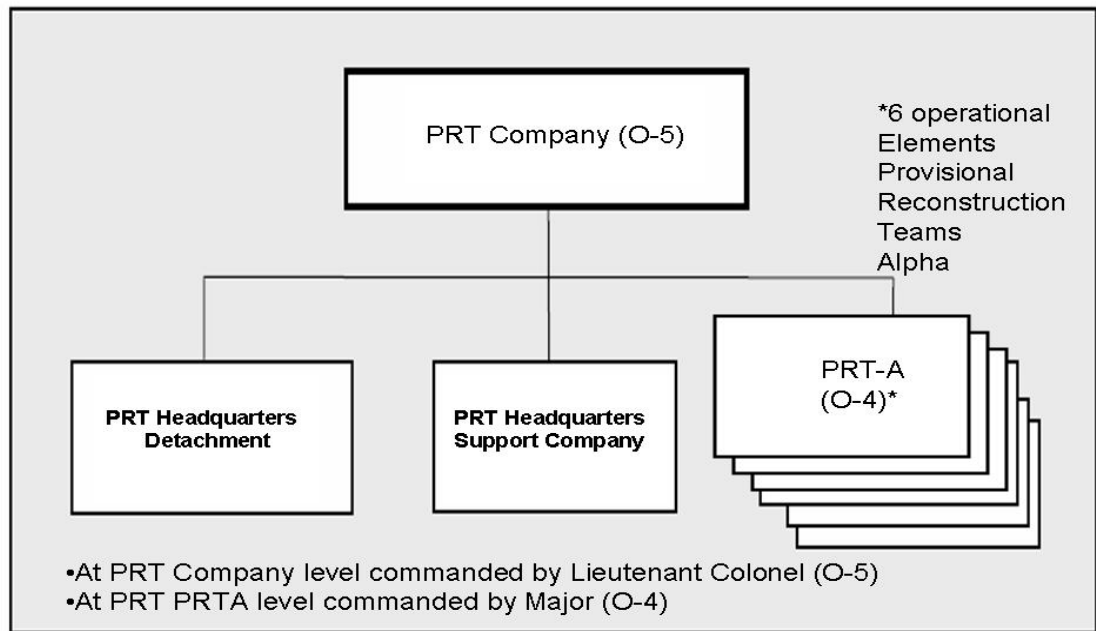 PRT Company (O-5)
*6 operational
Elements
Provisional
Reconstruction
Teams
Alpha
PRT Headquarters
Detachment
PRT Headquarters
Support Company
PRT-A
(O-4)*
•At PRT Company level commanded by Lieutenant Colonel (O-5)
•At PRT PRTA level commanded by Major (O-4)